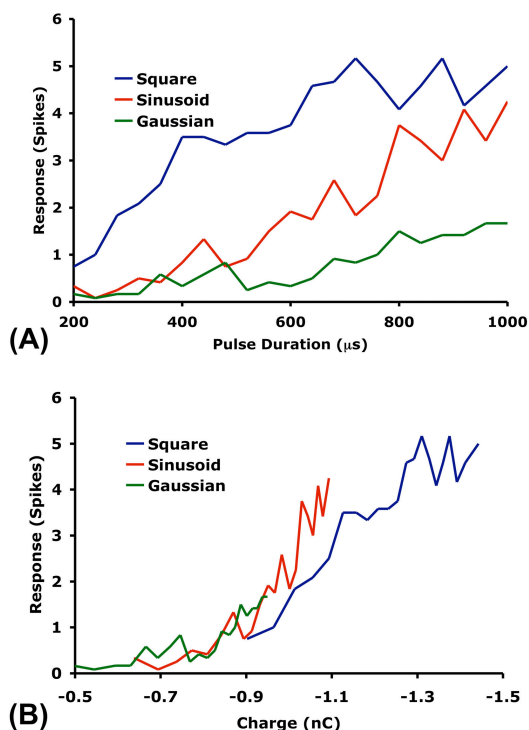 6
5
4
3
2
1
0
Response (Spikes)
Square
Sinusoid
Gaussian
200 400 600 800 1000
Pulse Duration (μs)
(A)
6
5
4
3
2
1
0
Response (Spikes)
Square
Sinusoid
Gaussian
-0.5 -0.7 -0.9 -1.1 -1.3 -1.5
Charge (nC)
(B)